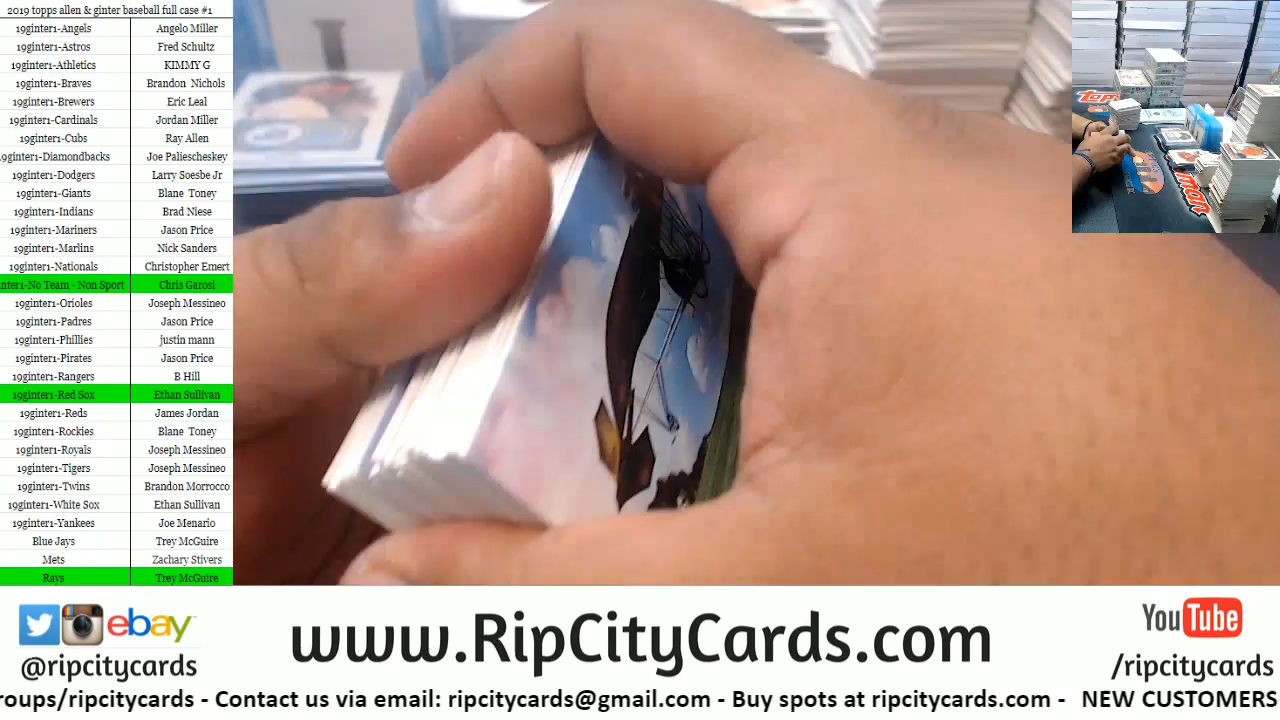 2019 topps allen & ginter baseball full case #1
19ginter1-Angels Angelo Miller
19ginter1-Astros Fred Schultz
19ginter1-Athletics KIMMY G
19ginter1-Braves Brandon Nichols
19ginter1-Brewers Eric Leal
19ginter1-Cardinals Jordan Miller
19ginter1-Cubs Ray Allen
9ginter1-Diamondbacks Joe Paliescheskey
19ginter1-Dodgers Larry Soesbe Jr
19ginter1-Giants Blane Toney
19ginter1-Indians Brad Niese
19ginter1-Mariners Jason Price
19ginter1-Marlins Nick Sanders
19ginter1-Nationals Christopher Emert
nter1-No Team - Non Sport Chris Garosi
19ginter1-Orioles Joseph Messineo
19ginter1-Padres Jason Price
19ginter1-Phillies justin mann
19ginter1-Pirates Jason Price
19ginter1-Rangers B Hill
19ginter1-Red Sox Ethan Sullivan
19ginter1-Reds James Jordan
19ginter1-Rockies Blane Toney
19ginter1-Royals Joseph Messineo
19ginter1-Tigers Joseph Messineo
19ginter1-Twins Brandon Morrocco
19ginter1-White Sox Ethan Sullivan
19ginter1-Yankees Joe Menario
Blue Jays Trey McGuire
Mets Zachary Stivers
Rays Trey McGuire
ebay
@ripcitycards
www.RipCityCards.com
YouTube
/ripcitycards
roups/ripcitycards - Contact us via email: ripcitycards@gmail.com - Buy spots at ripcitycards.com - NEW CUSTOMERS